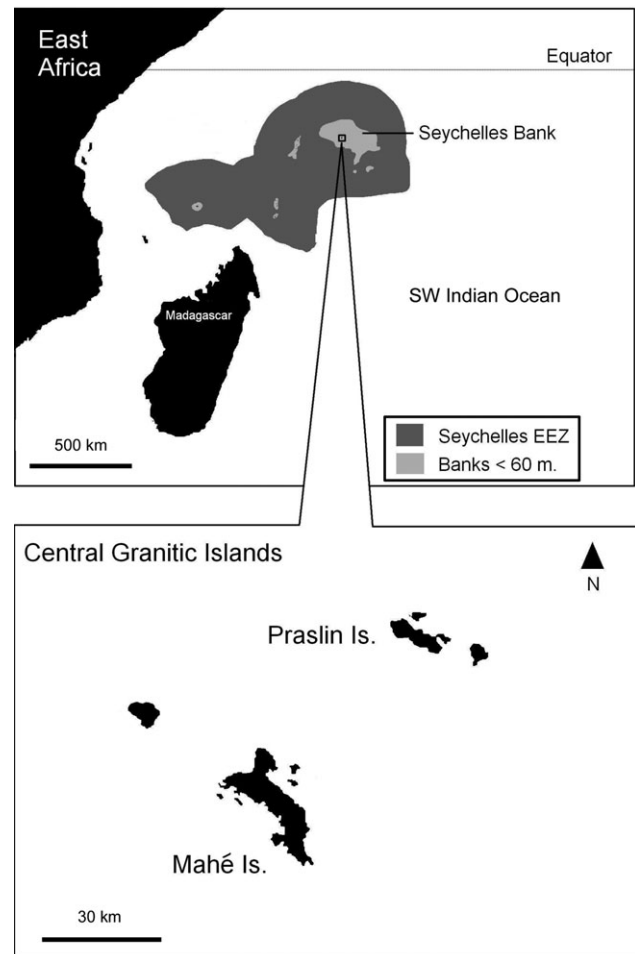 East
Africa
Equator
Seychelles Bank
SW Indian Ocean
Madagascar
500 km
Seychelles EEZ
Banks < 60 m.
Central Granitic Islands
N
Praslin Is.
Mahé Is.
30 km